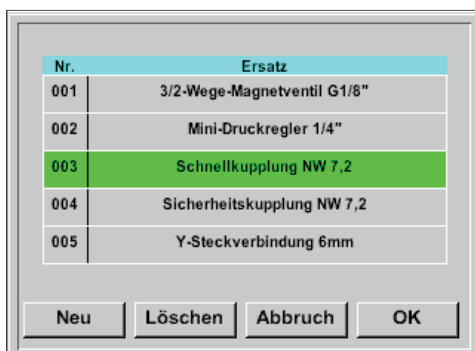 Nr. Ersatz
001 3/2-Wege-Magnetventil G1/8"
002 Mini-Druckregler 1/4"
003 Schnellkupplung NW 7,2
004 Sicherheitskupplung NW 7,2
005 Y-Steckverbindung 6mm
Neu Löschen Abbruch OK